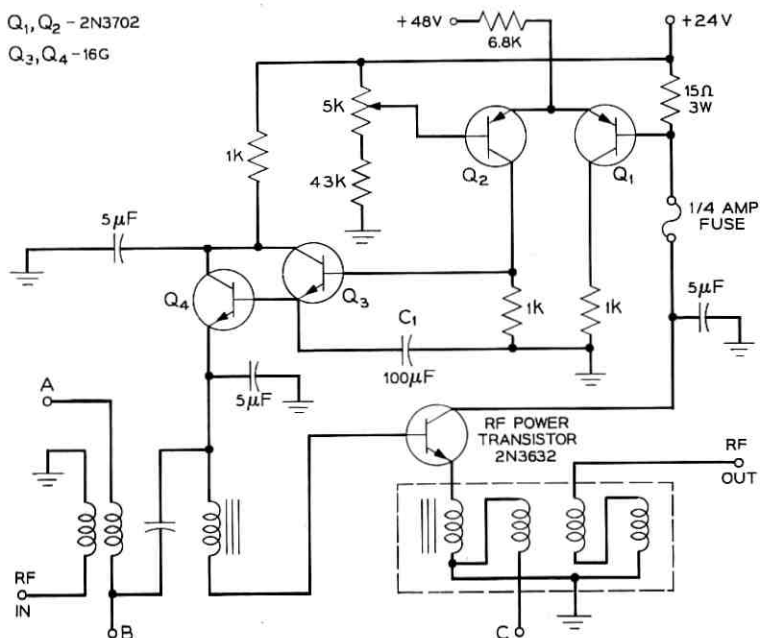 Q1, Q2 - 2N3702
Q3, Q4 - 16G
+48V
6.8K
+24V
15Ω
3W
5K
1K
43K
Q2
Q1
1/4 AMP
FUSE
5μF
Q4
Q3
1K
1K
5μF
C1
100μF
5μF
A
RF POWER
TRANSISTOR
2N3632
RF
OUT
RF
IN
B
C